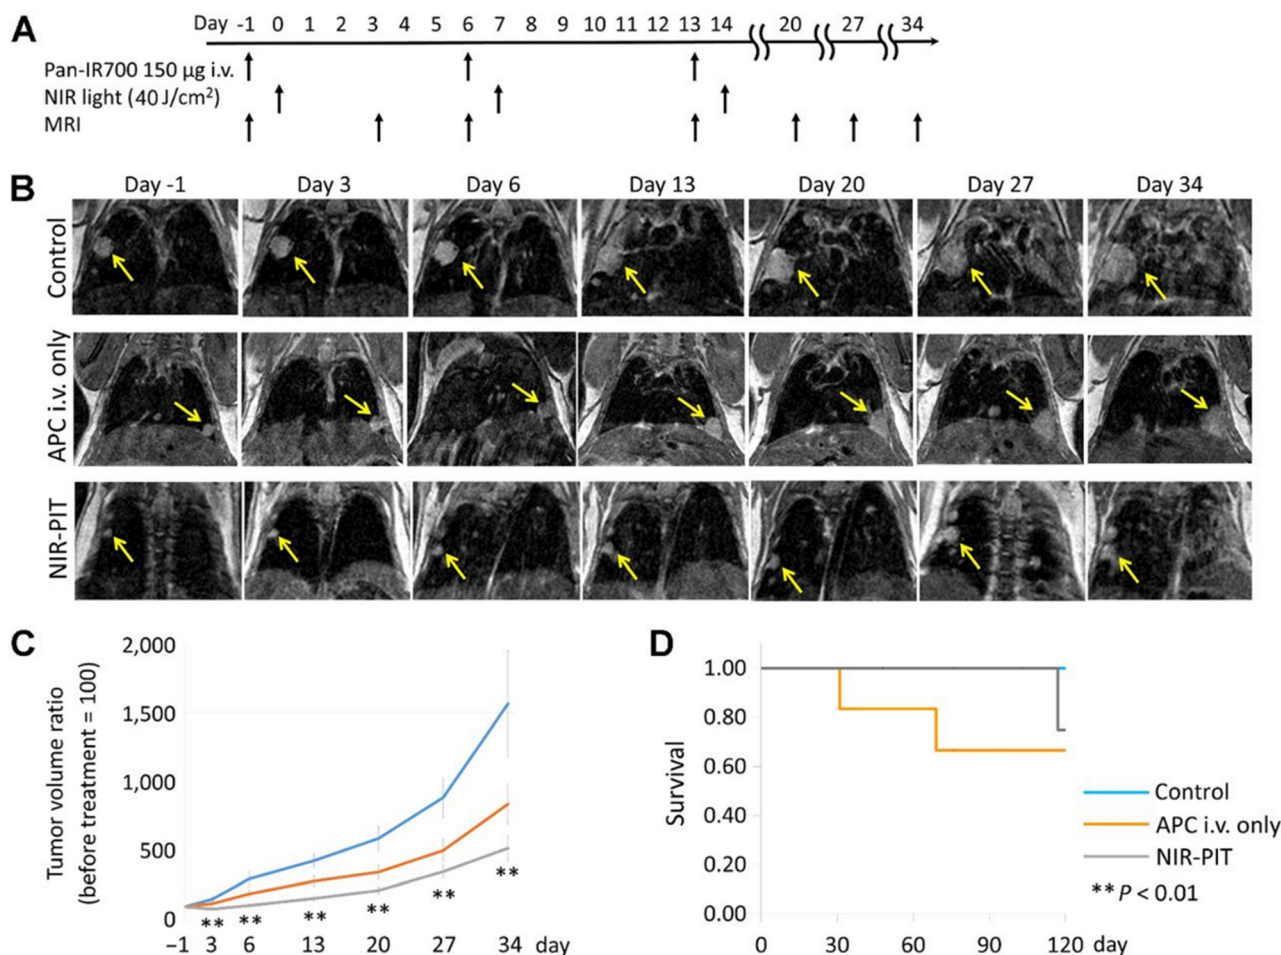 A
Day -1 0 1 2 3 4 5 6 7 8 9 10 11 12 13 14 20 27 34
Pan-IR700 150 µg i.v.
NIR light (40 J/cm²)
MRI
B
Day -1 Day 3 Day 6 Day 13 Day 20 Day 27 Day 34
Control
APC i.v. only
NIR-PIT
C
Tumor volume ratio
(before treatment = 100)
2,000
1,500
1,000
500
0
** ** ** ** ** **
−1 3 6 13 20 27 34 day
D
Survival
1.00
0.80
0.60
0.40
0.20
0.00
0 30 60 90 120 day
Control
APC i.v. only
NIR-PIT
** P < 0.01